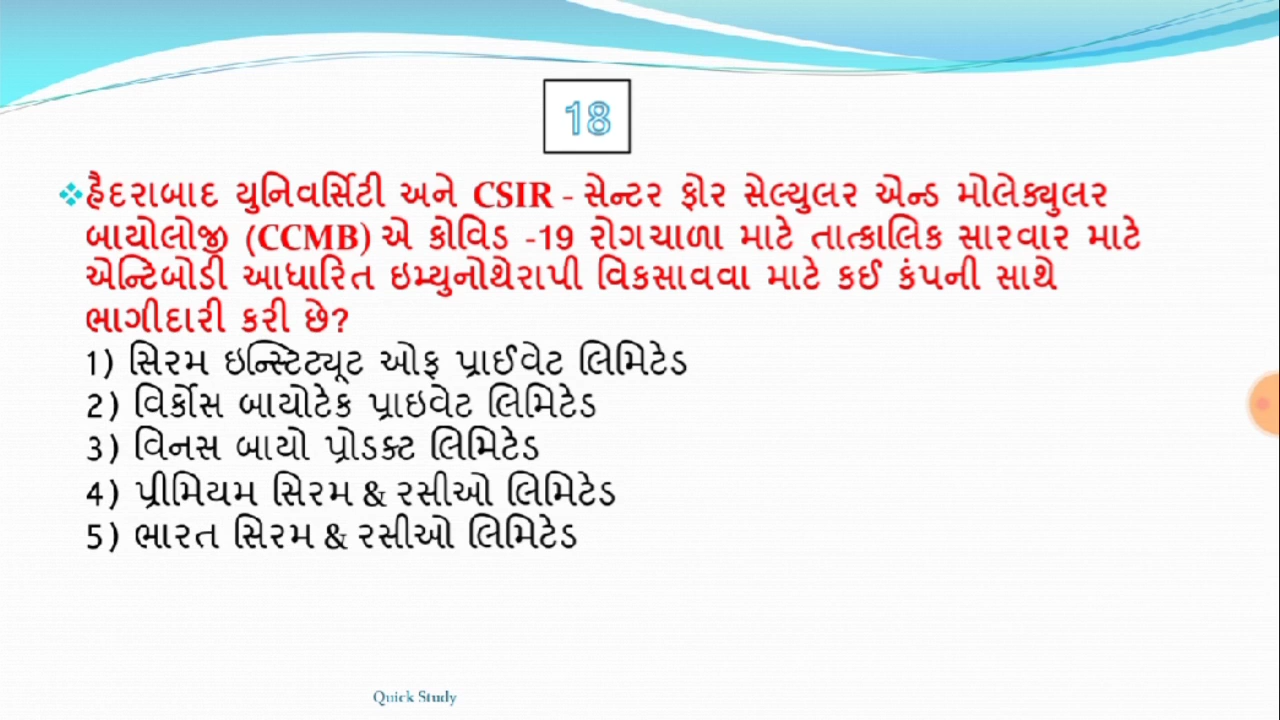 18
❖હૈદરાબાદ યુનિવર્સિટી અને CSIR - સેન્ટર ફોર સેલ્યુલર એન્ડ મોલેક્યુલર
બાયોલોજી (CCMB) એ કોવિડ -19 રોગચાળા માટે તાત્કાલિક સારવાર માટે
એન્ટિબોડી આધારિત ઇમ્યુનોથેરાપી વિકસાવવા માટે કઈ કંપની સાથે
ભાગીદારી કરી છે?
1) સિરમ ઇન્સ્ટિટ્યૂટ ઓફ પ્રાઈવેટ લિમિટેડ
2) વિર્કોસ બાયોટેક પ્રાઇવેટ લિમિટેડ
3) વિનસ બાયો પ્રોડક્ટ લિમિટેડ
4) પ્રીમિયમ સિરમ & રસીઓ લિમિટેડ
5) ભારત સિરમ & રસીઓ લિમિટેડ
Quick Study